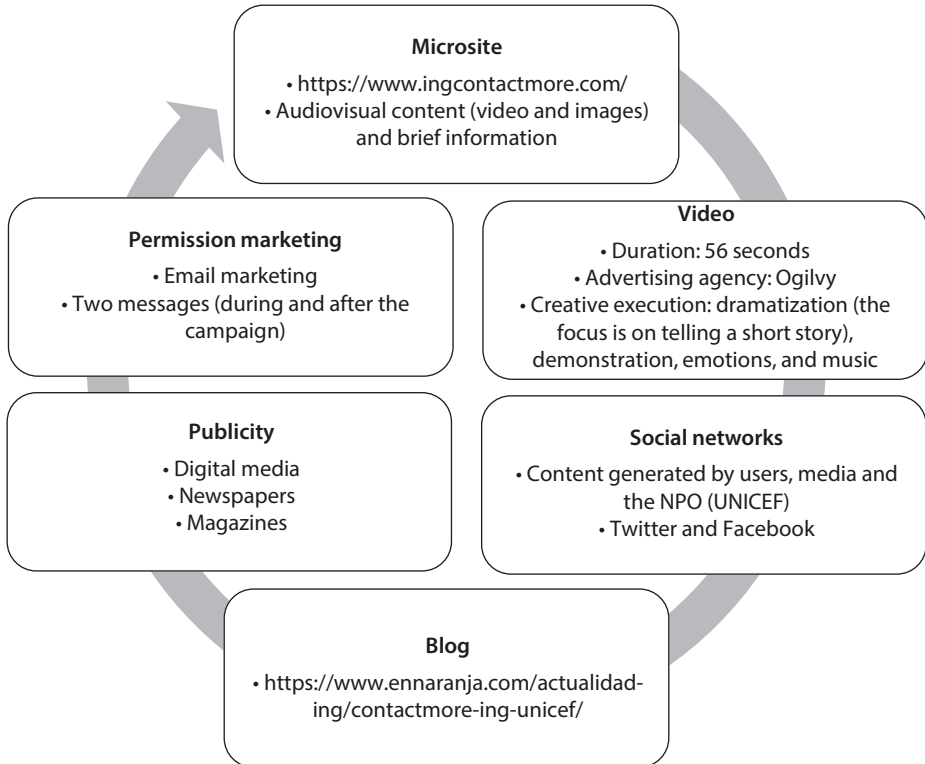 Microsite
• https://www.ingcontactmore.com/
• Audiovisual content (video and images)
and brief information
Video
• Duration: 56 seconds
• Advertising agency: Ogilvy
• Creative execution: dramatization (the
focus is on telling a short story),
demonstration, emotions, and music
Social networks
• Content generated by users, media and
the NPO (UNICEF)
• Twitter and Facebook
Blog
• https://www.ennaranja.com/actualidad-
ing/contactmore-ing-unicef/
Publicity
• Digital media
• Newspapers
• Magazines
Permission marketing
• Email marketing
• Two messages (during and after the
campaign)